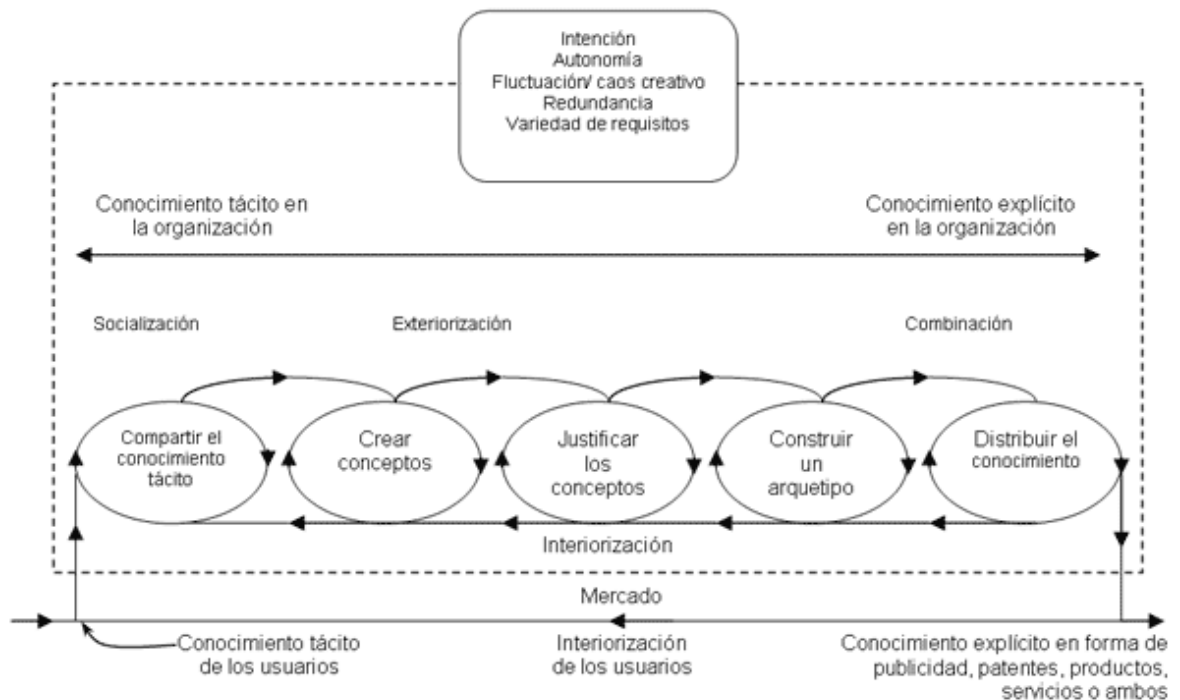 Intención
Autonomía
Fluctuación/ caos creativo
Redundancia
Variedad de requisitos
Conocimiento tácito en
la organización
Conocimiento explícito
en la organización
Socialización
Exteriorización
Combinación
Compartir el
conocimiento
tácito
Crear
conceptos
Justificar
los
conceptos
Construir
un
arquetipo
Distribuir el
conocimiento
Interiorización
Mercado
Conocimiento tácito
de los usuarios
Interiorización
de los usuarios
Conocimiento explícito en forma de
publicidad, patentes, productos,
servicios o ambos